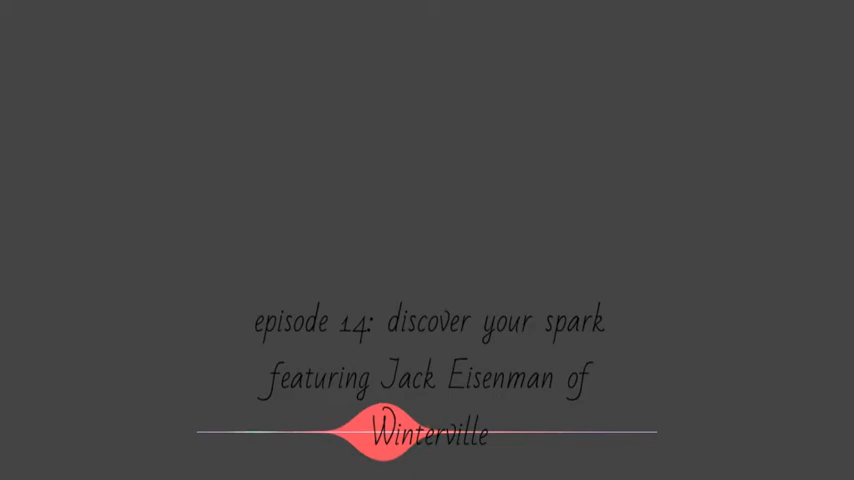 episode 14: discover your spark
featuring Jack Eisenman of
Winterville